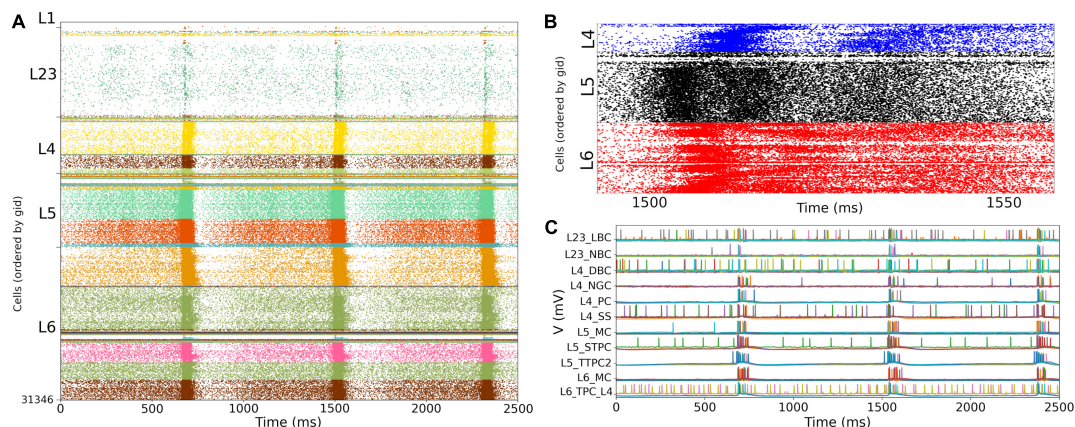 A
L1
L23
L4
L5
L6
31346
Cells (ordered by gid)
0 500 1000 1500 2000 2500
Time (ms)
B
L4
L5
L6
Cells (ordered by gid)
1500 1550
Time (ms)
C
L23_LBC
L23_NBC
L4_DBC
L4_NGC
L4_PC
L4_SS
L5_MC
L5_STPC
L5_TTPC2
L6_MC
L6_TPC_L4
V (mV)
0 500 1000 1500 2000 2500
Time (ms)